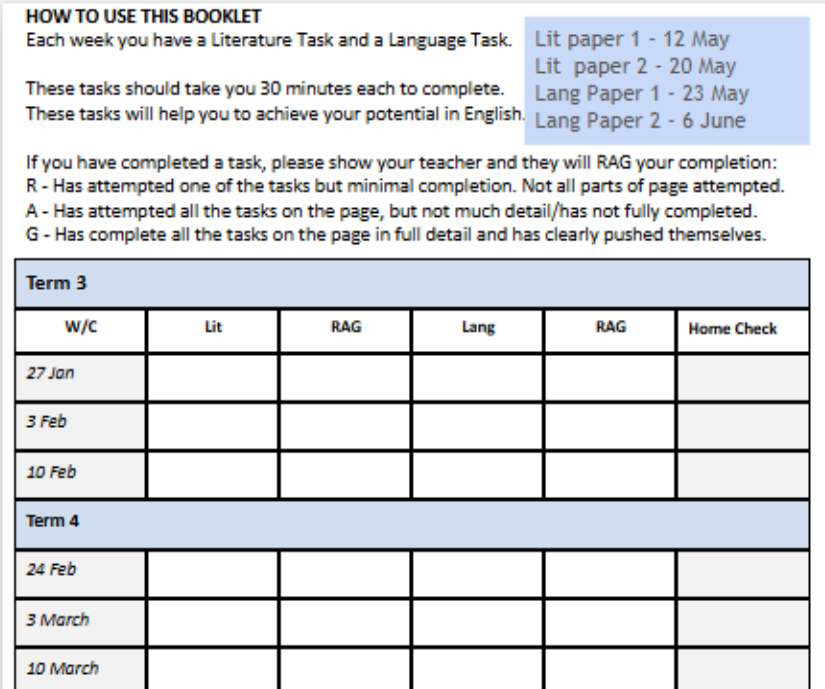 HOW TO USE THIS BOOKLET
Each week you have a Literature Task and a Language Task.
These tasks should take you 30 minutes each to complete.
These tasks will help you to achieve your potential in English.
Lit paper 1 - 12 May
Lit paper 2 - 20 May
Lang Paper 1 - 23 May
Lang Paper 2 - 6 June
If you have completed a task, please show your teacher and they will RAG your completion:
R - Has attempted one of the tasks but minimal completion. Not all parts of page attempted.
A - Has attempted all the tasks on the page, but not much detail/has not fully completed.
G - Has complete all the tasks on the page in full detail and has clearly pushed themselves.
Term 3
W/C Lit RAG Lang RAG Home Check
27 Jan
3 Feb
10 Feb
Term 4
24 Feb
3 March
10 March